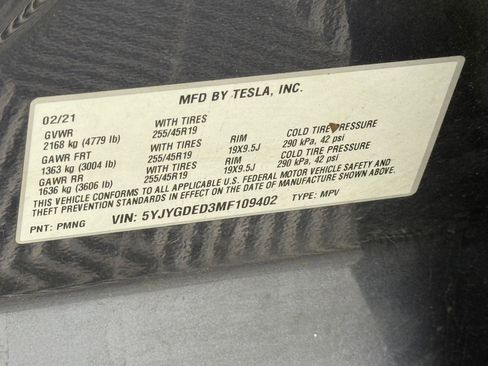 MFD BY TESLA, INC.
02/21
GVWR WITH TIRES RIM COLD TIRE PRESSURE
2168 kg (4779 lb) 255/45R19 19X9.5J 290 kPa, 42 psi
GAWR FRT WITH TIRES RIM COLD TIRE PRESSURE
1363 kg (3004 lb) 255/45R19 19X9.5J 290 kPa, 42 psi
GAWR RR
1636 kg (3606 lb)
THIS VEHICLE CONFORMS TO ALL APPLICABLE U.S. FEDERAL MOTOR VEHICLE SAFETY AND
THEFT PREVENTION STANDARDS IN EFFECT ON THE DATE OF MANUFACTURE SHOWN ABOVE.
PNT: PMNG VIN: 5YJYGDED3MF109402 TYPE: MPV